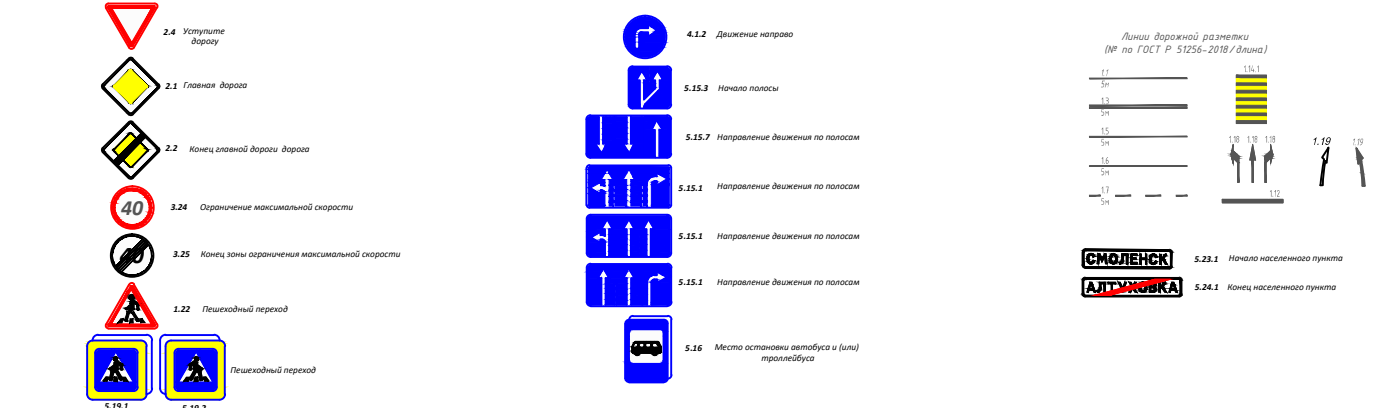 2.4 Уступите
дорогу
2.1 Главная дорога
2.2 Конец главной дороги дорога
40
3.24 Ограничение максимальной скорости
3.25 Конец зоны ограничения максимальной скорости
1.22 Пешеходный переход
Пешеходный переход
5.19.1 5.19.2
4.1.2 Движение направо
5.15.3 Начало полосы
5.15.7 Направление движения по полосам
5.15.1 Направление движения по полосам
5.15.1 Направление движения по полосам
5.15.1 Направление движения по полосам
5.16 Место остановки автобуса и (или)
троллейбуса
Линии дорожной разметки
(№ по ГОСТ Р 51256-2018/длина)
1.1
5м
1.3
5м
1.5
5м
1.6
5м
1.7
5м
1.14.1
1.18 1.18 1.18
1.19 1.19
1.12
СМОЛЕНСК 5.23.1 Начало населенного пункта
АЛТУХОВКА 5.24.1 Конец населенного пункта